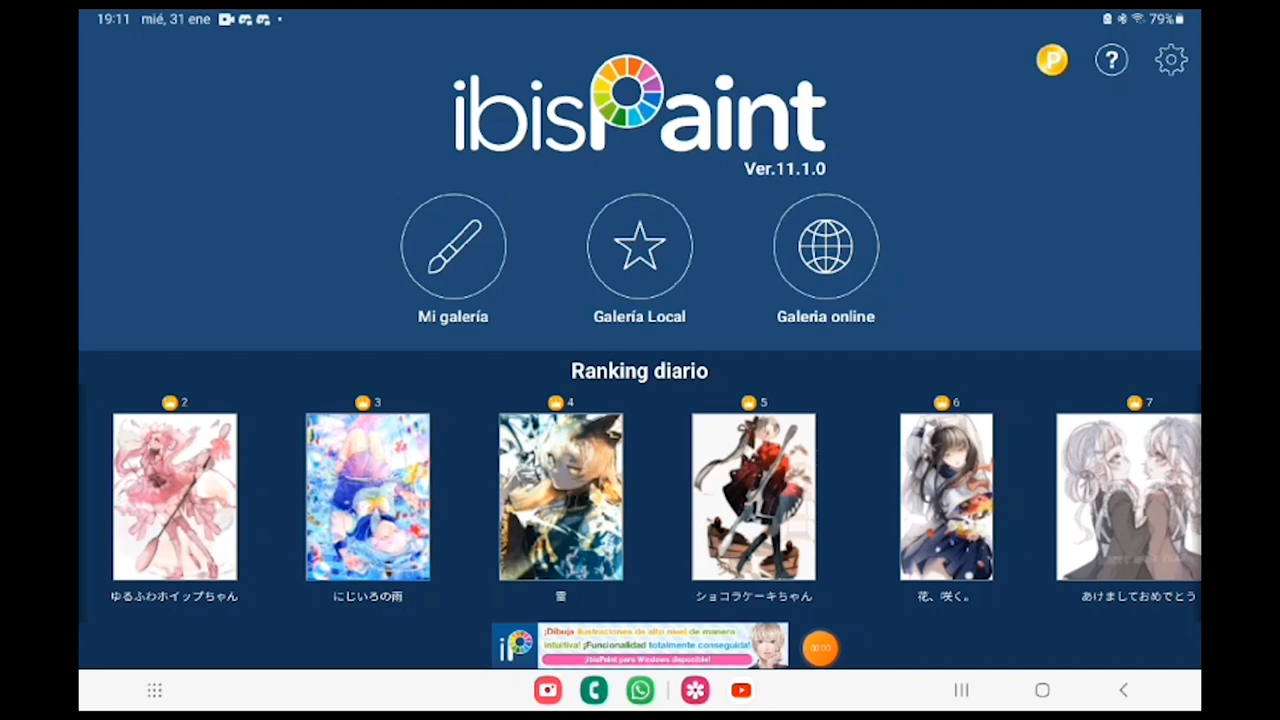 19:11 mié, 31 ene
79%
P
?
ibisPaint
Ver.11.1.0
Mi galería
Galería Local
Galeria online
Ranking diario
2
3
4
5
6
7
ゆるふわホイップちゃん
にじいろの雨
ショコラケーキちゃん
花、咲く。
あけましておめでとう
¡Dibuja ilustraciones de alto nivel de manera
intuitiva! ¡Funcionalidad totalmente conseguida!
¡ibisPaint para Windows disponible!
00:00